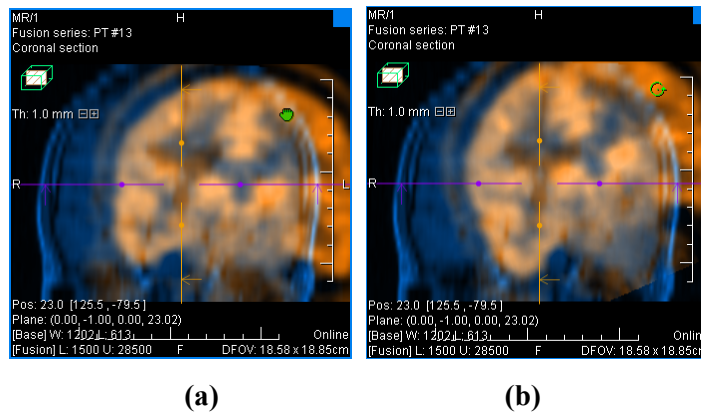 MR/1
H
Fusion series: PT #13
Coronal section
Th: 1.0 mm
R
L
Pos: 23.0 [125.5 , -79.5 ]
Plane: (0.00, -1.00, 0.00, 23.02)
[Base] W: 1202 L: 613
Online
[Fusion] L: 1500 U: 28500
F
DFOV: 18.58 x 18.85cm
(a)
MR/1
H
Fusion series: PT #13
Coronal section
Th: 1.0 mm
R
Pos: 23.0 [125.5 , -79.5 ]
Plane: (0.00, -1.00, 0.00, 23.02)
[Base] W: 1202 L: 613
Onlin
[Fusion] L: 1500 U: 28500
F
DFOV: 18.58 x 18.85cm
(b)